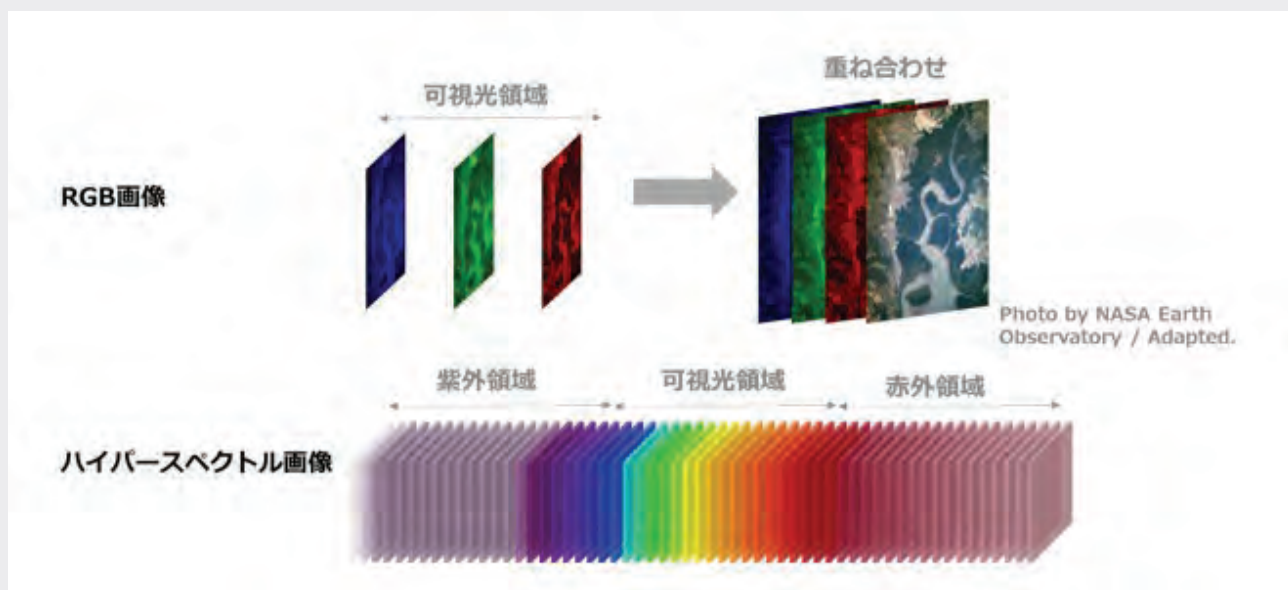 可視光領域
重ね合わせ
RGB画像
Photo by NASA Earth
Observatory / Adapted.
紫外領域
可視光領域
赤外領域
ハイパースペクトル画像